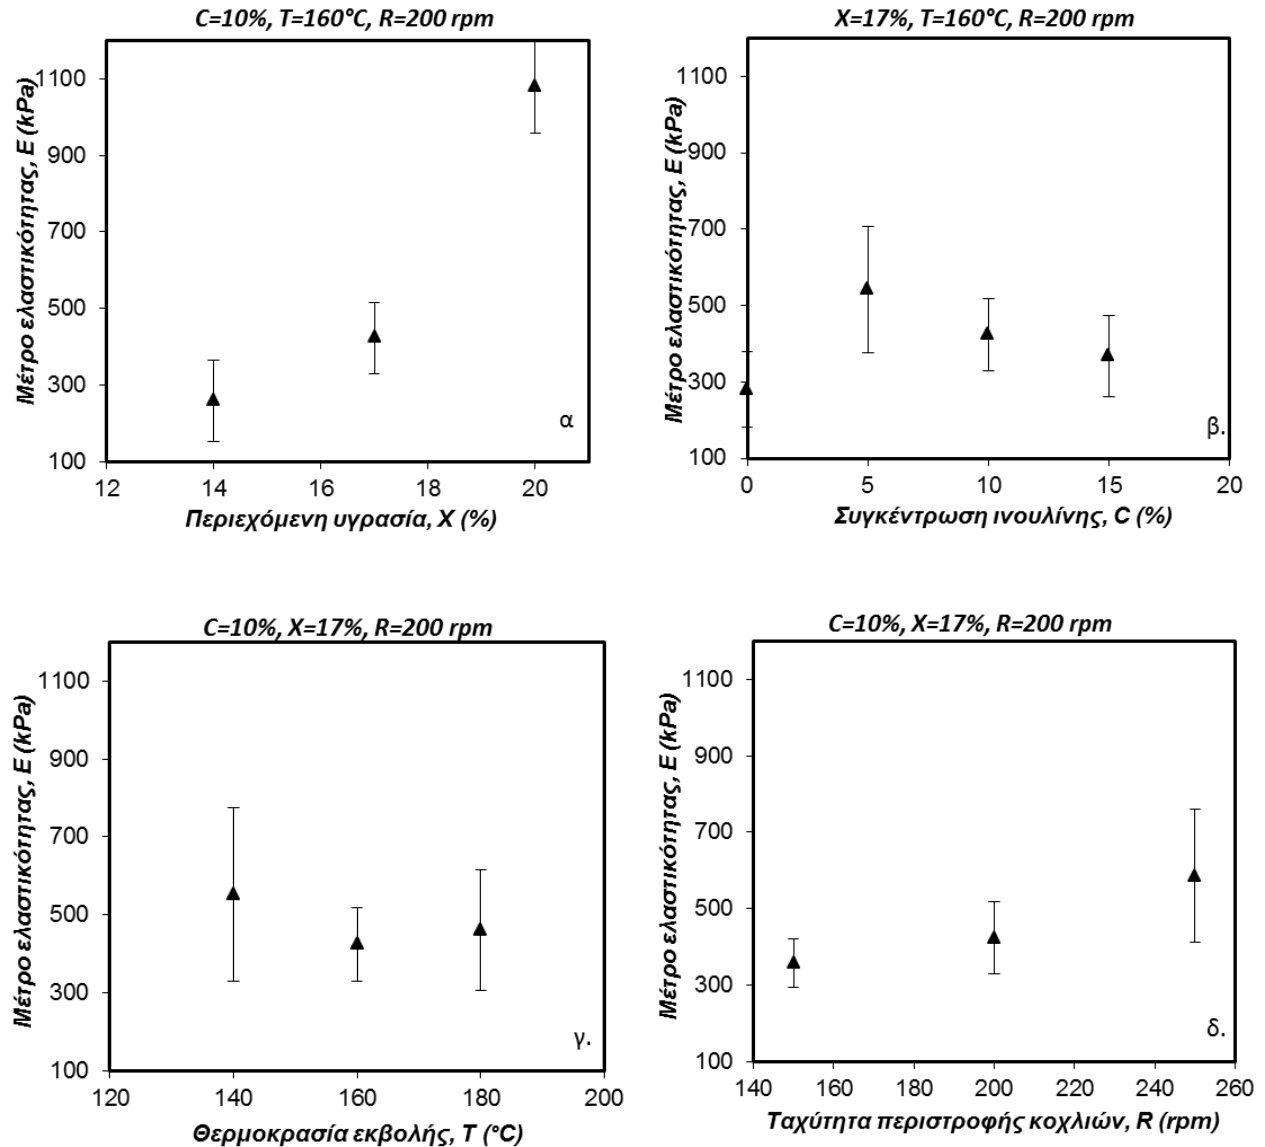 C=10%, T=160°C, R=200 rpm
Μέτρο ελαστικότητας, E (kPa)
1100
900
700
500
300
100
α
12 14 16 18 20
Περιεχόμενη υγρασία, X (%)
X=17%, T=160°C, R=200 rpm
Μέτρο ελαστικότητας, E (kPa)
1100
900
700
500
300
100
β.
0 5 10 15 20
Συγκέντρωση ινουλίνης, C (%)
C=10%, X=17%, R=200 rpm
Μέτρο ελαστικότητας, E (kPa)
1100
900
700
500
300
100
γ.
120 140 160 180 200
Θερμοκρασία εκβολής, T (°C)
C=10%, X=17%, R=200 rpm
Μέτρο ελαστικότητας, E (kPa)
1100
900
700
500
300
100
δ.
140 160 180 200 220 240 260
Ταχύτητα περιστροφής κοχλιών, R (rpm)